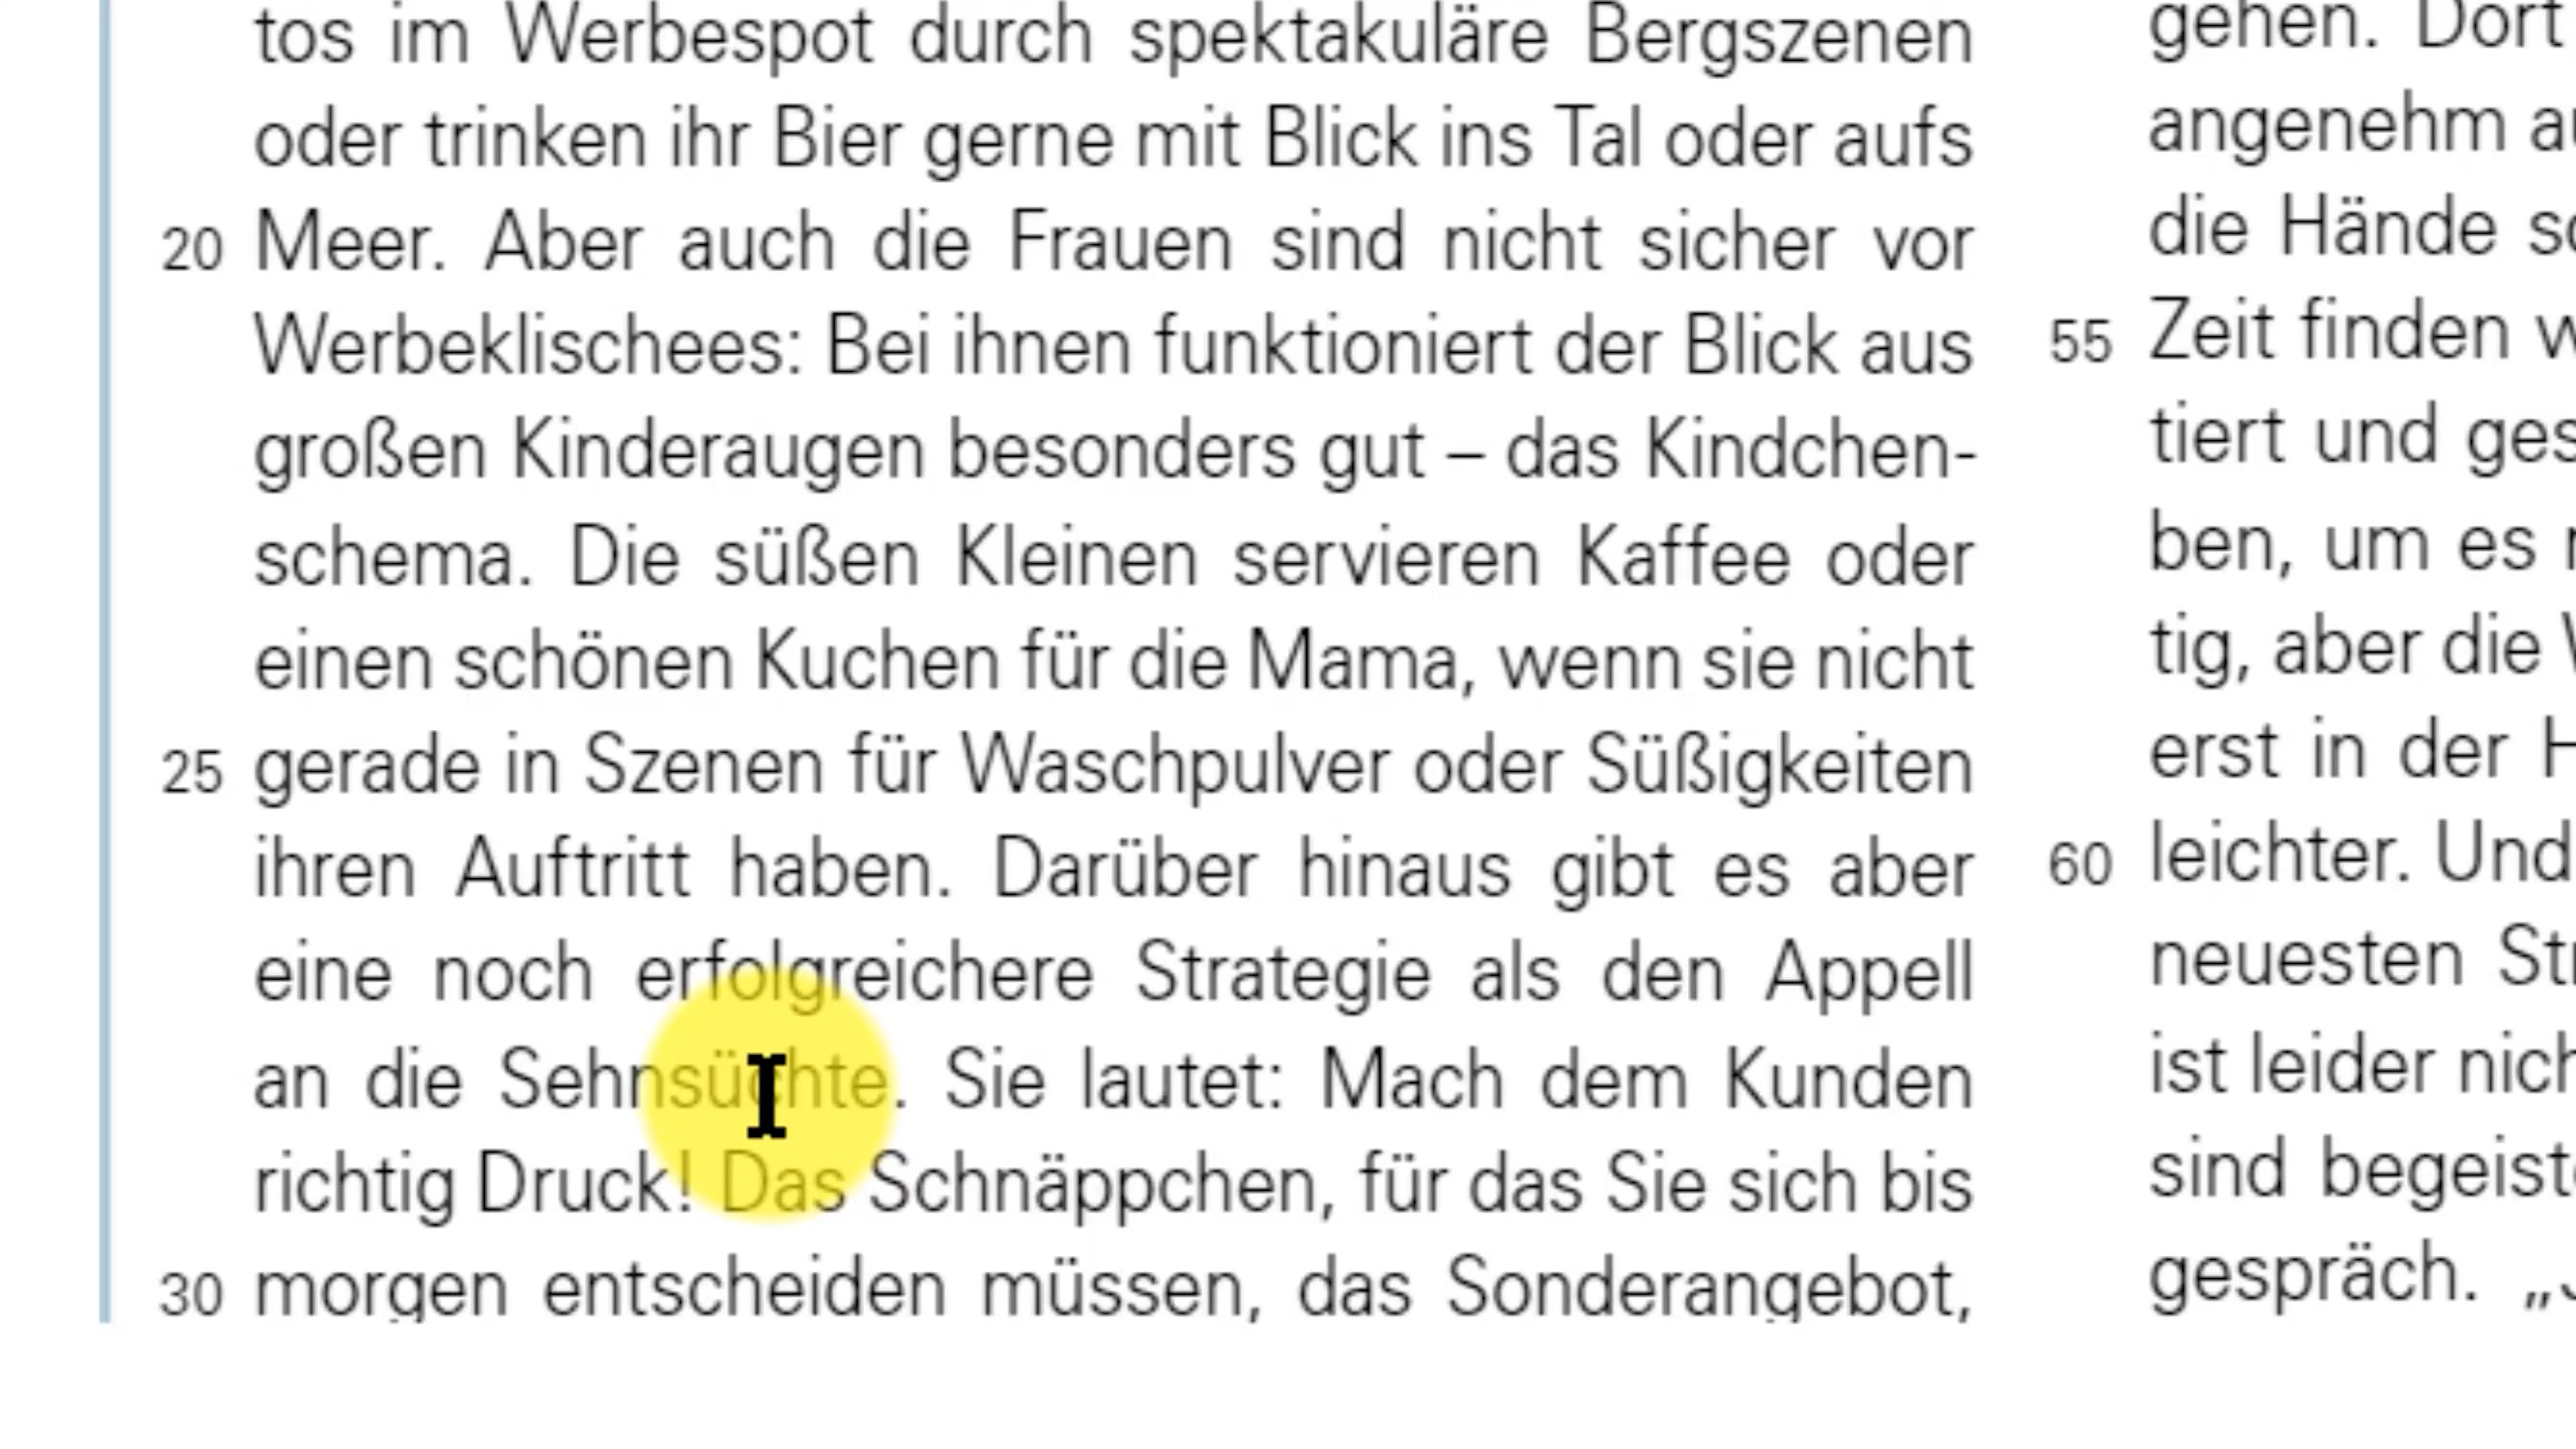 tos im Werbespot durch spektakuläre Bergszenen
oder trinken ihr Bier gerne mit Blick ins Tal oder aufs
20 Meer. Aber auch die Frauen sind nicht sicher vor
Werbeklischees: Bei ihnen funktioniert der Blick aus
großen Kinderaugen besonders gut – das Kindchen-
schema. Die süßen Kleinen servieren Kaffee oder
einen schönen Kuchen für die Mama, wenn sie nicht
25 gerade in Szenen für Waschpulver oder Süßigkeiten
ihren Auftritt haben. Darüber hinaus gibt es aber
eine noch erfolgreichere Strategie als den Appell
an die Sehnsüchte. Sie lautet: Mach dem Kunden
richtig Druck! Das Schnäppchen, für das Sie sich bis
30 morgen entscheiden müssen, das Sonderangebot,
gehen. Dort
angenehm
die Hände
55 Zeit finden
tiert und
ben, um es
tig, aber die
erst in der
60 leichter. Und
neuesten
ist leider
sind
gespräch.